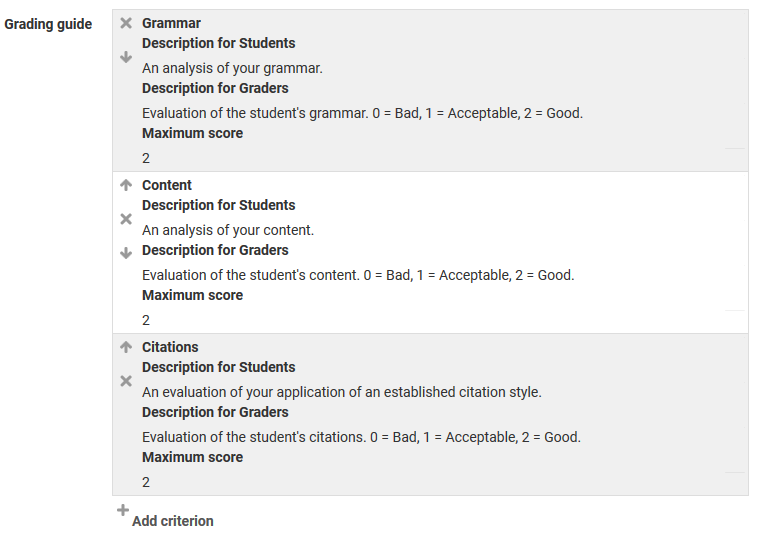 Grading guide
Grammar
Description for Students
An analysis of your grammar.
Description for Graders
Evaluation of the student's grammar. 0 = Bad, 1 = Acceptable, 2 = Good.
Maximum score
2
Content
Description for Students
An analysis of your content.
Description for Graders
Evaluation of the student's content. 0 = Bad, 1 = Acceptable, 2 = Good.
Maximum score
2
Citations
Description for Students
An evaluation of your application of an established citation style.
Description for Graders
Evaluation of the student's citations. 0 = Bad, 1 = Acceptable, 2 = Good.
Maximum score
2
Add criterion